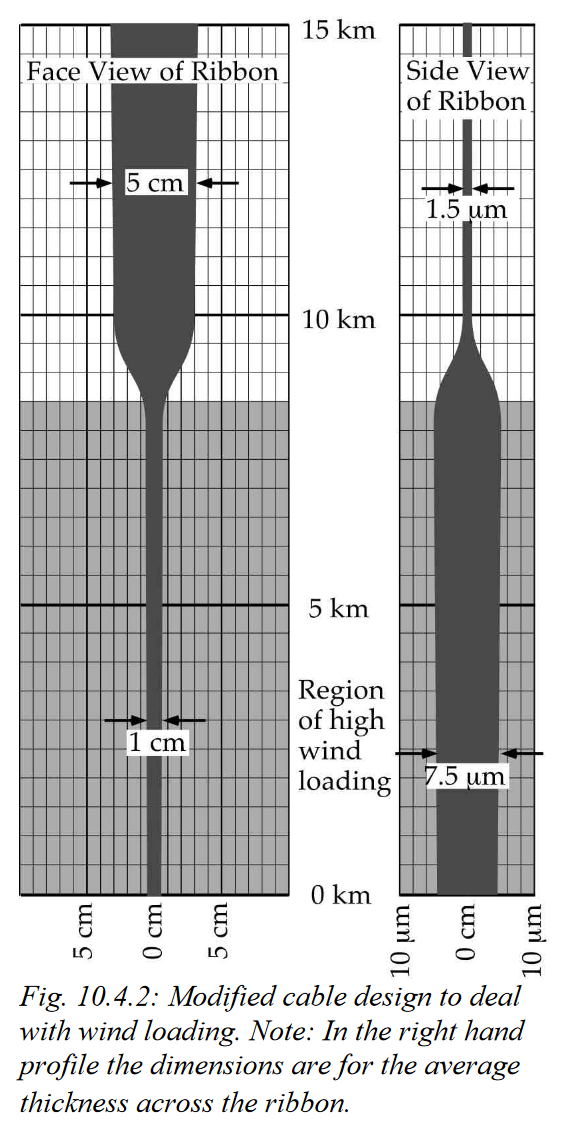 Face View of Ribbon
5 cm
1 cm
5 cm
0 cm
5 cm
15 km
10 km
5 km
Region
of high
wind
loading
0 km
Side View
of Ribbon
1.5 µm
7.5 µm
10 µm
0 cm
10 µm
Fig. 10.4.2: Modified cable design to deal
with wind loading. Note: In the right hand
profile the dimensions are for the average
thickness across the ribbon.